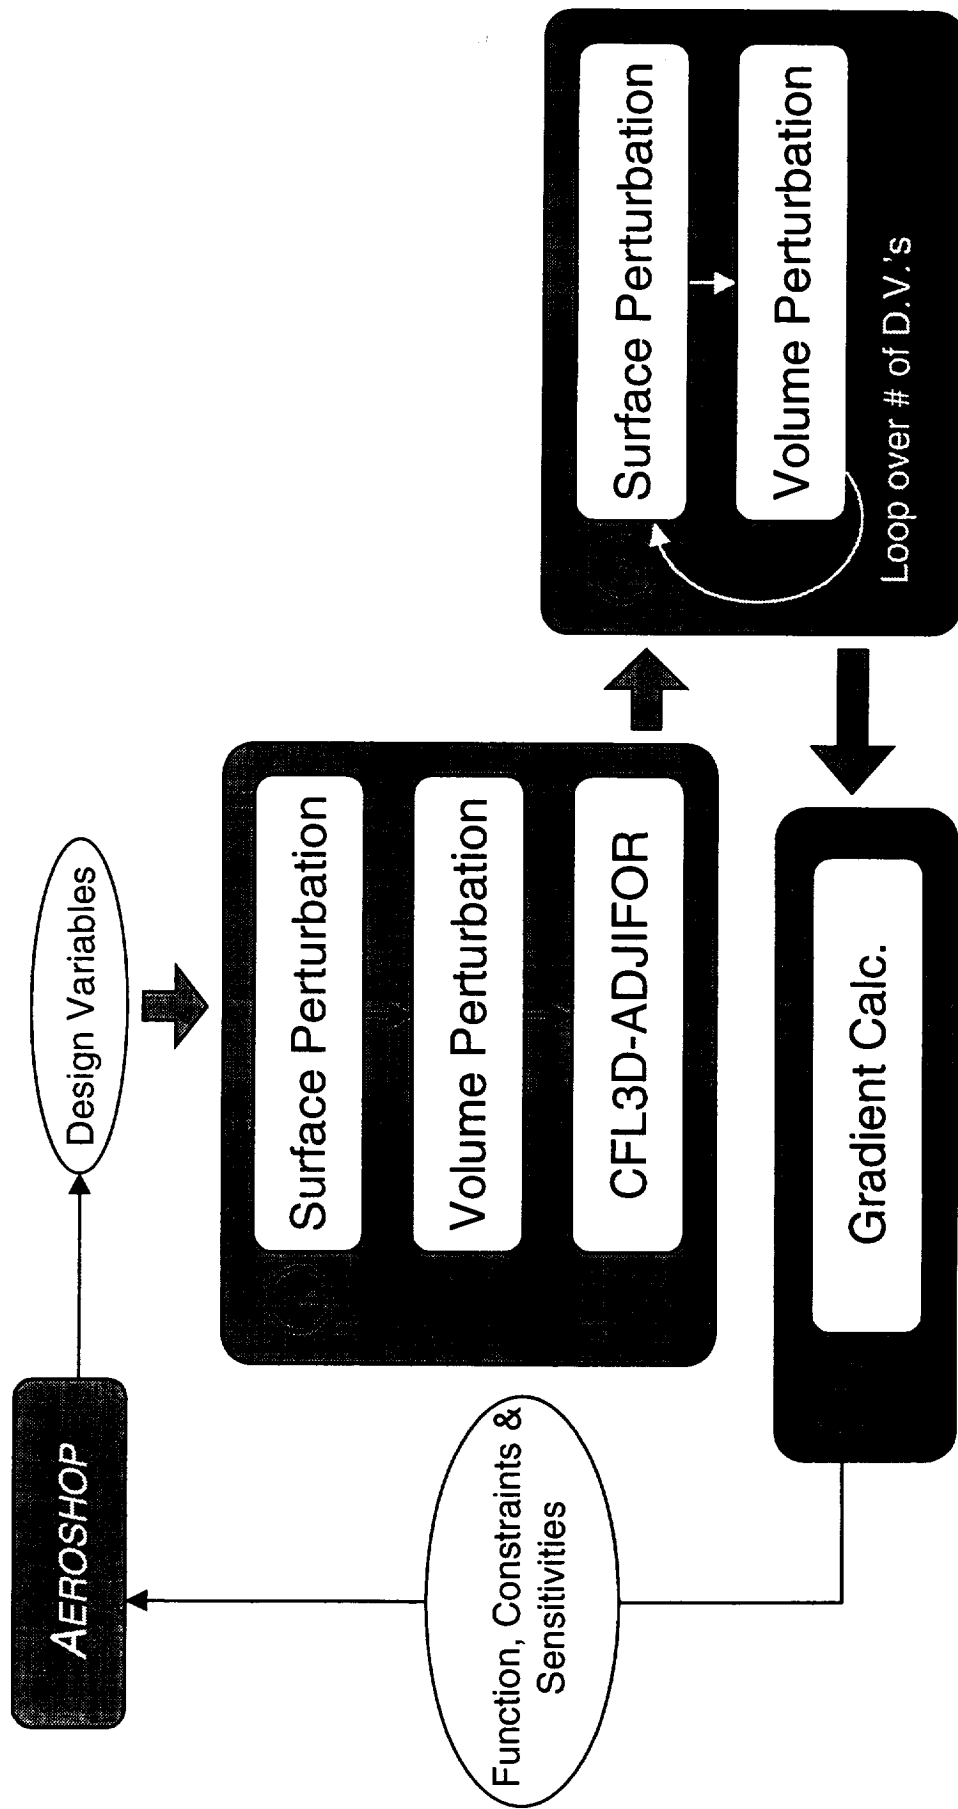 AEROSHOP
Design Variables
Surface Perturbation
Volume Perturbation
CFL3D-ADJIFOR
Surface Perturbation
Volume Perturbation
Loop over # of D.V.'s
Gradient Calc.
Function, Constraints &
Sensitivities